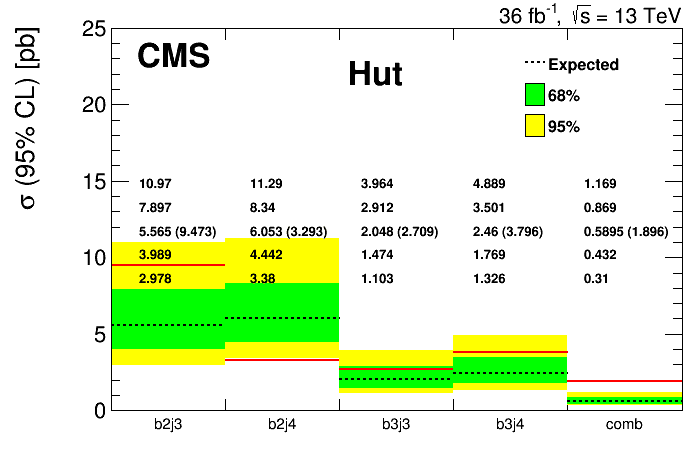 36 fb-1, √s = 13 TeV
σ (95% CL) [pb]
CMS
Hut
Expected
68%
95%
25
20
15
10
5
0
10.97 11.29 3.964 4.889 1.169
7.897 8.34 2.912 3.501 0.869
5.565 (9.473) 6.053 (3.293) 2.048 (2.709) 2.46 (3.796) 0.5895 (1.896)
3.989 4.442 1.474 1.769 0.432
2.978 3.38 1.103 1.326 0.31
b2j3 b2j4 b3j3 b3j4 comb